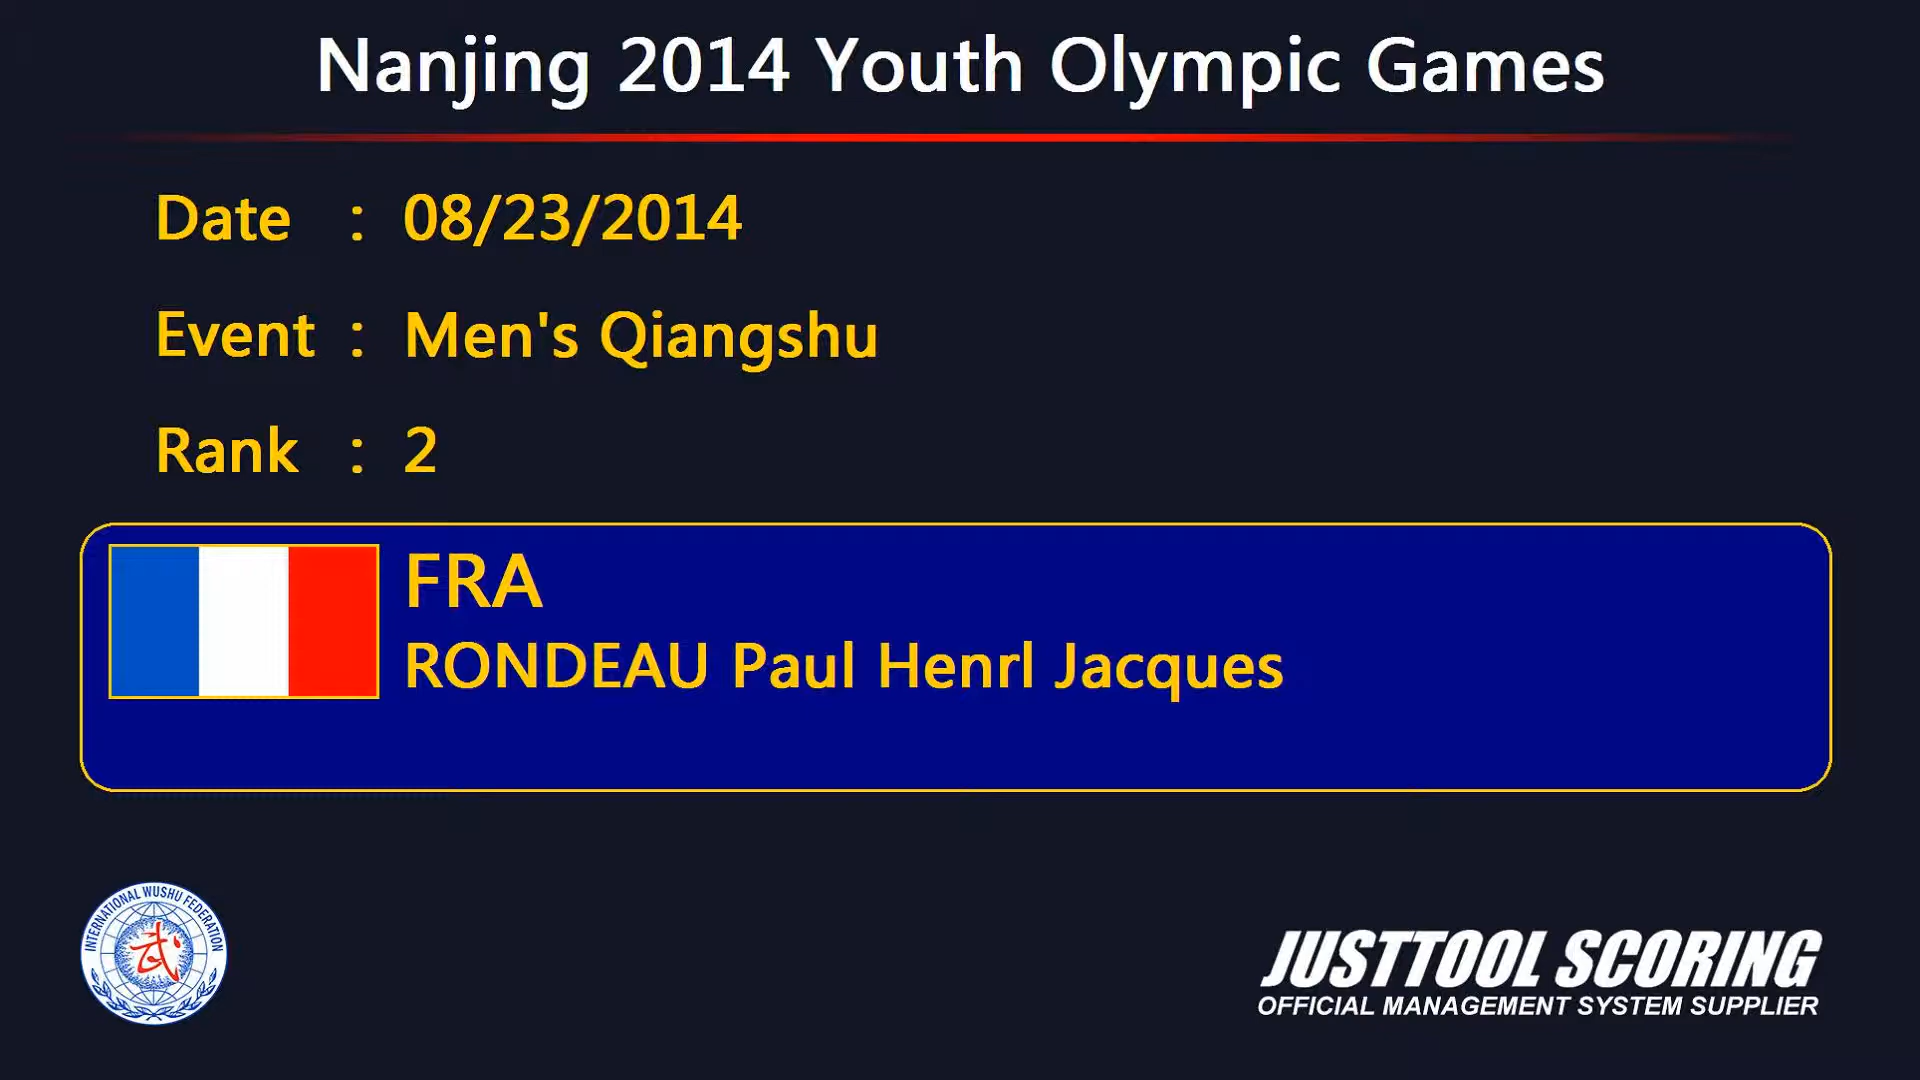 Nanjing 2014 Youth Olympic Games
Date : 08/23/2014
Event : Men's Qiangshu
Rank : 2
FRA
RONDEAU Paul Henrl Jacques
INTERNATIONAL WUSHU FEDERATION
武
JUSTTOOL SCORING
OFFICIAL MANAGEMENT SYSTEM SUPPLIER